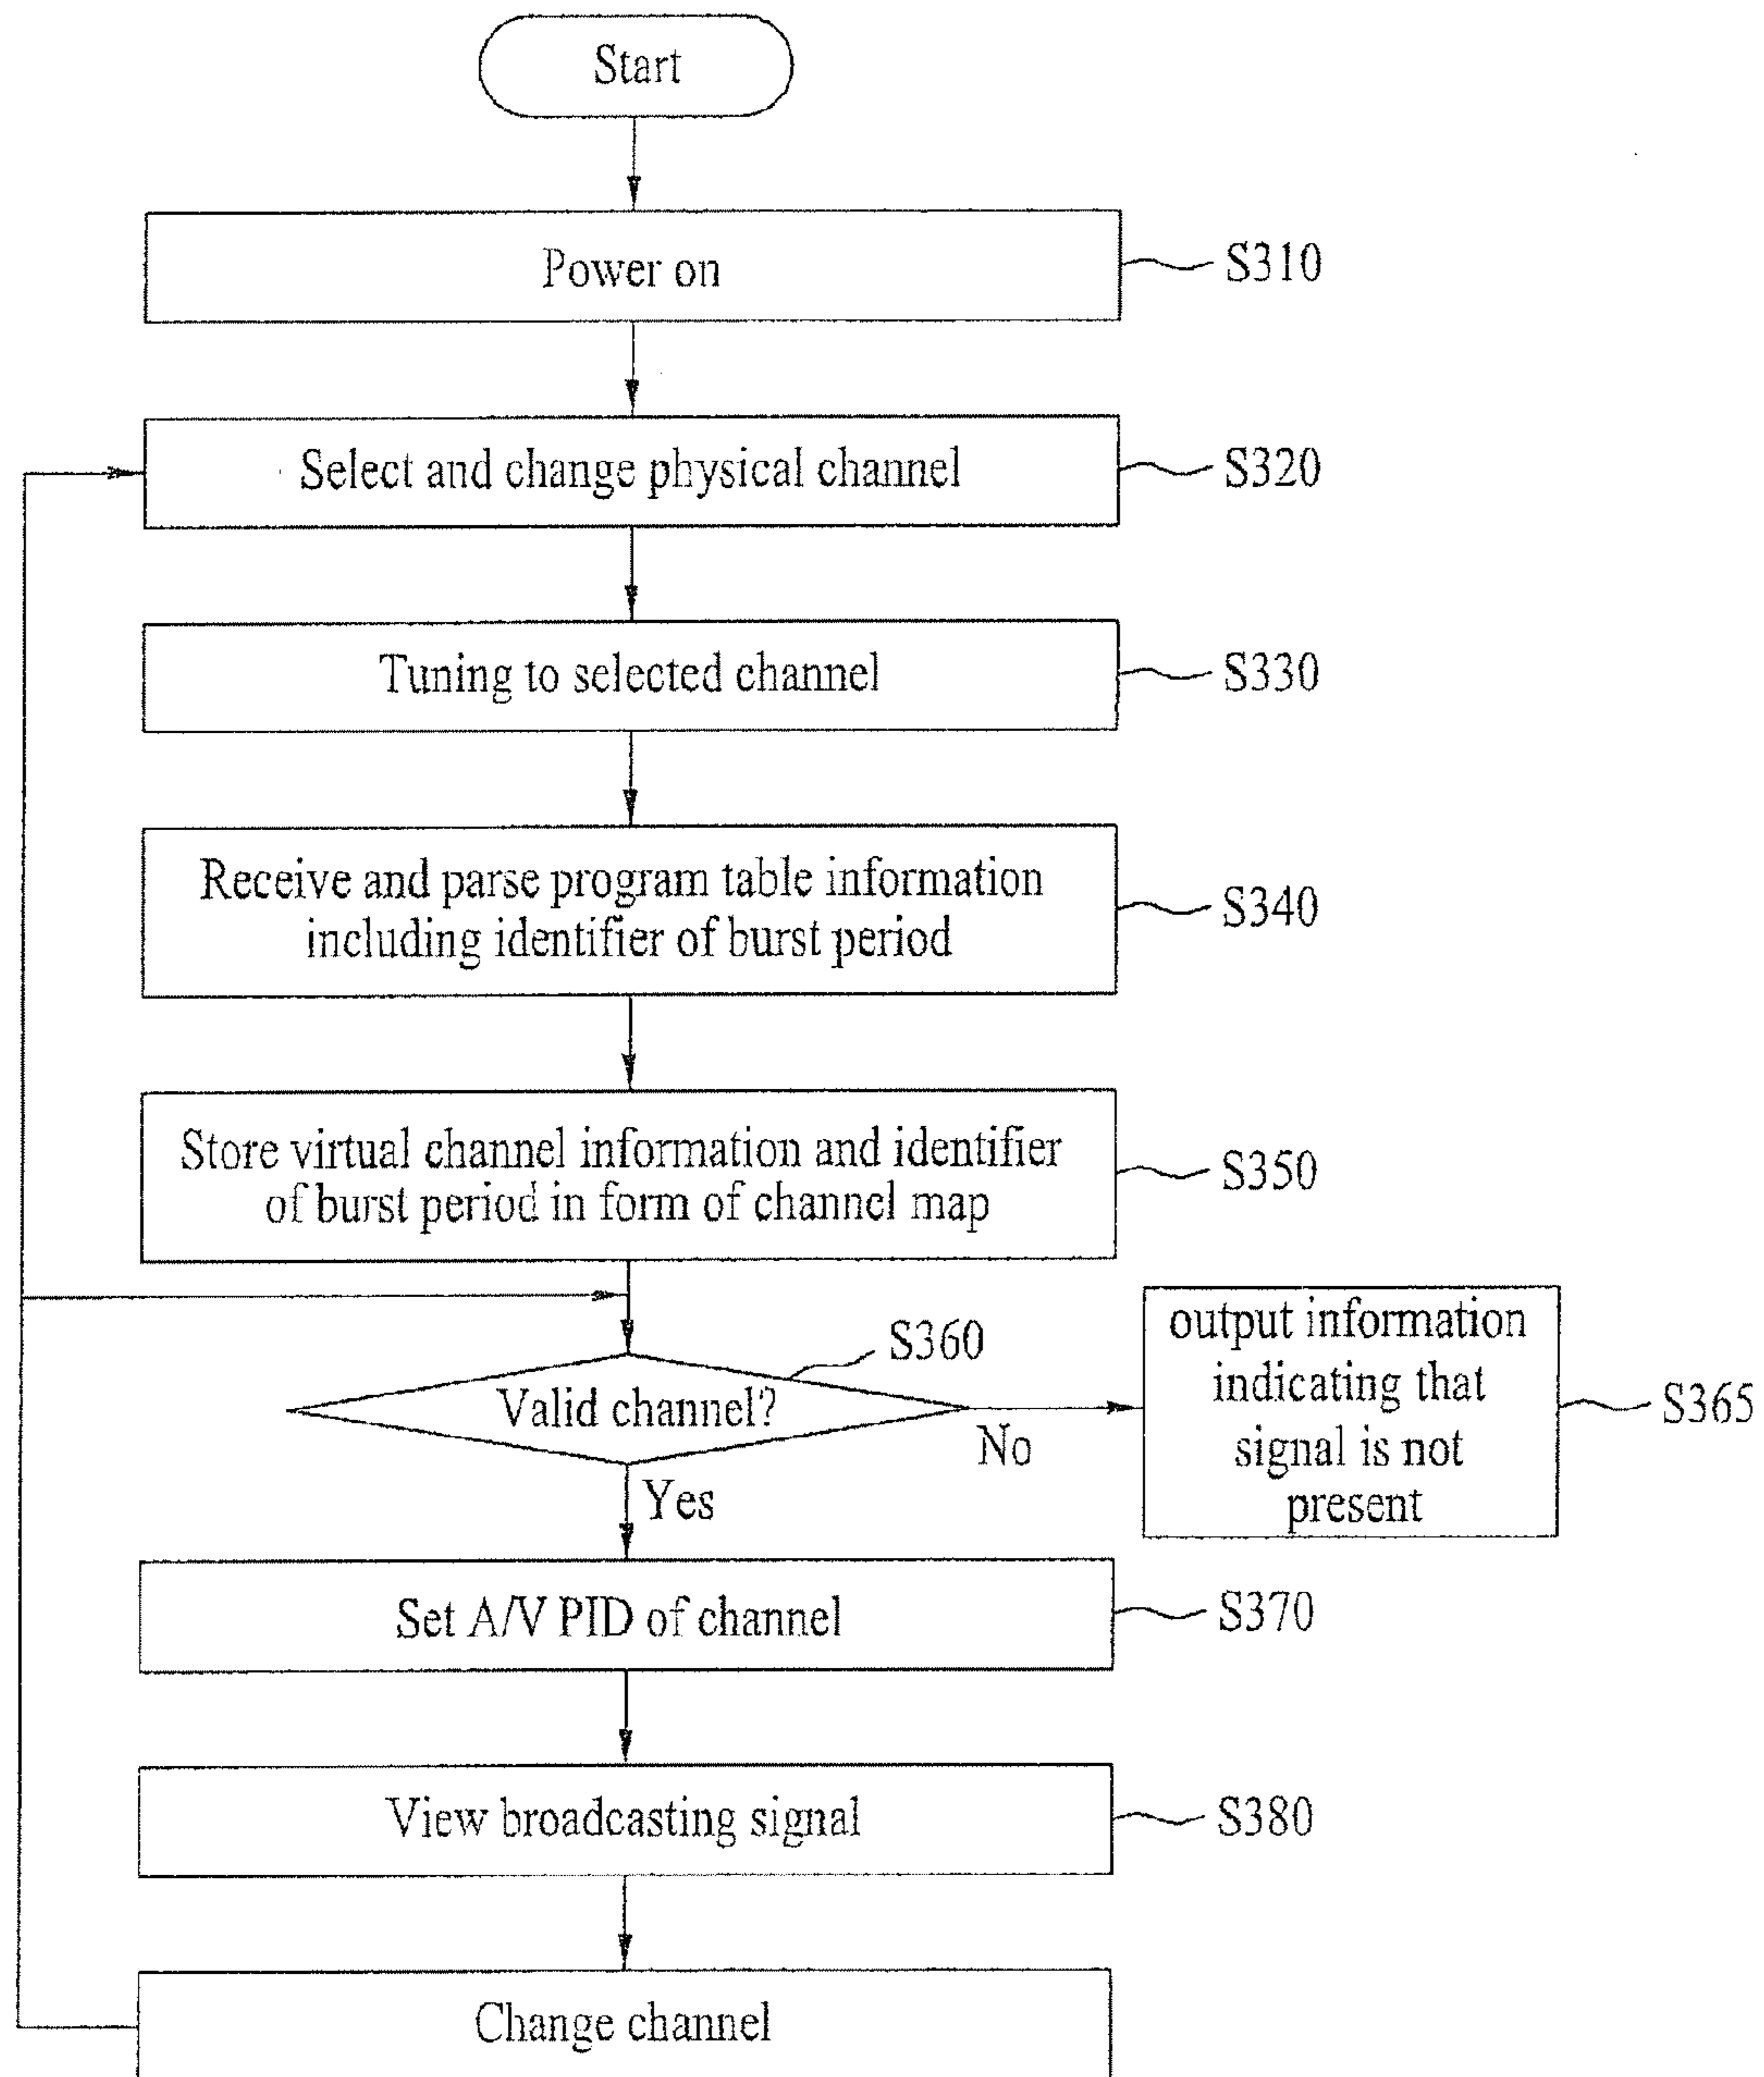 Start
Power on
S310
Select and change physical channel
S320
Tuning to selected channel
S330
Receive and parse program table information
including identifier of burst period
S340
Store virtual channel information and identifier
of burst period in form of channel map
S350
Valid channel?
S360
No
output information
indicating that
signal is not
present
S365
Yes
Set A/V PID of channel
S370
View broadcasting signal
S380
Change channel